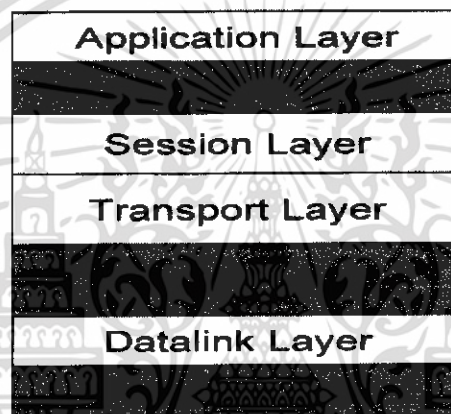 Application Layer
Session Layer
Transport Layer
Datalink Layer